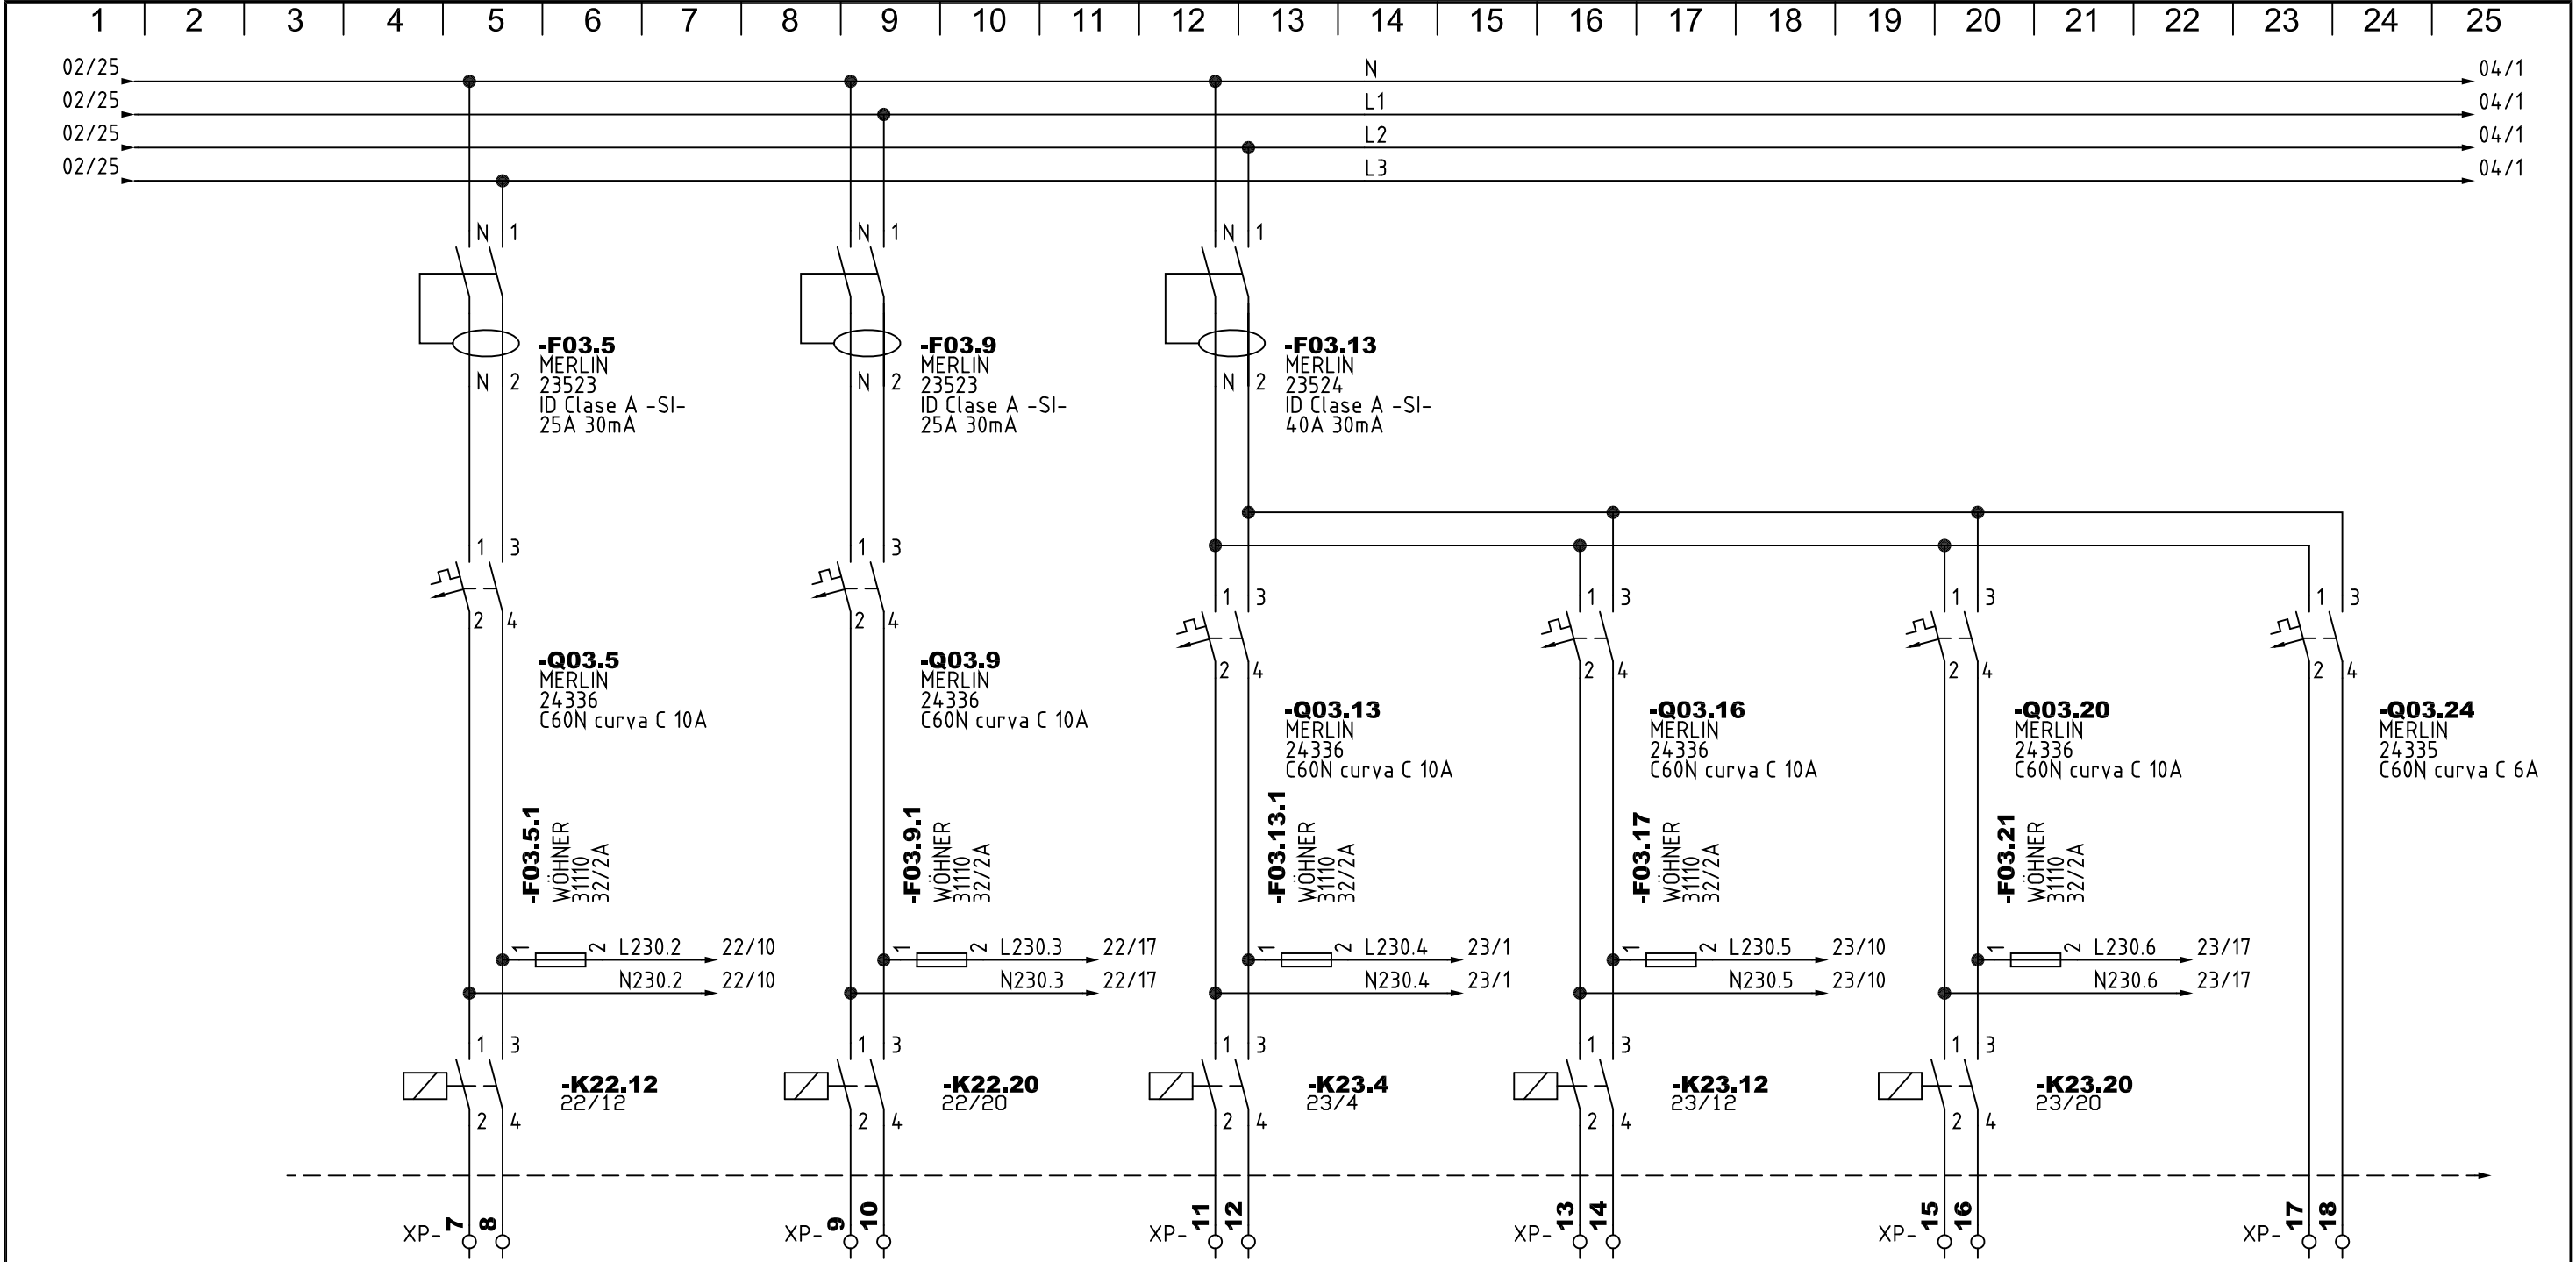 1 2 3 4 5 6 7 8 9 10 11 12 13 14 15 16 17 18 19 20 21 22 23 24 25
02/25 N 04/1
02/25 L1 04/1
02/25 L2 04/1
02/25 L3 04/1
N 1 N 1 N 1
-F03.5
MERLIN
23523
ID Clase A -SI-
25A 30mA
N 2
-F03.9
MERLIN
23523
ID Clase A -SI-
25A 30mA
N 2
-F03.13
MERLIN
23524
ID Clase A -SI-
40A 30mA
N 2
1 3
2 4
-Q03.5
MERLIN
24336
C60N curva C 10A
1 3
2 4
-Q03.9
MERLIN
24336
C60N curva C 10A
1 3
2 4
-Q03.13
MERLIN
24336
C60N curva C 10A
1 3
2 4
-Q03.16
MERLIN
24336
C60N curva C 10A
1 3
2 4
-Q03.20
MERLIN
24336
C60N curva C 10A
1 3
2 4
-Q03.24
MERLIN
24335
C60N curva C 6A
-F03.5.1
WÖHNER
31110
32/2A
-F03.9.1
WÖHNER
31110
32/2A
-F03.13.1
WÖHNER
31110
32/2A
-F03.17
WÖHNER
31110
32/2A
-F03.21
WÖHNER
31110
32/2A
1 2 L230.2 22/10
N230.2 22/10
1 2 L230.3 22/17
N230.3 22/17
1 2 L230.4 23/1
N230.4 23/1
1 2 L230.5 23/10
N230.5 23/10
1 2 L230.6 23/17
N230.6 23/17
1 3
-K22.12
22/12
2 4
1 3
-K22.20
22/20
2 4
1 3
-K23.4
23/4
2 4
1 3
-K23.12
23/12
2 4
1 3
-K23.20
23/20
2 4
XP- 7 8
XP- 9 10
XP- 11 12
XP- 13 14
XP- 15 16
XP- 17 18